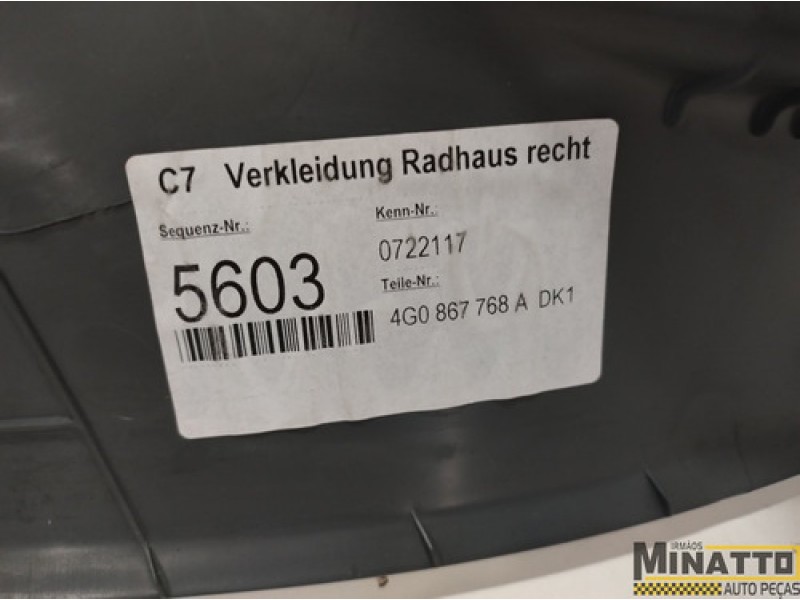 C7 Verkleidung Radhaus recht
Sequenz-Nr.:
5603
Kenn-Nr.:
0722117
Teile-Nr.:
4G0 867 768 A DK1
IRMÃOS
MINATTO
AUTO PEÇAS